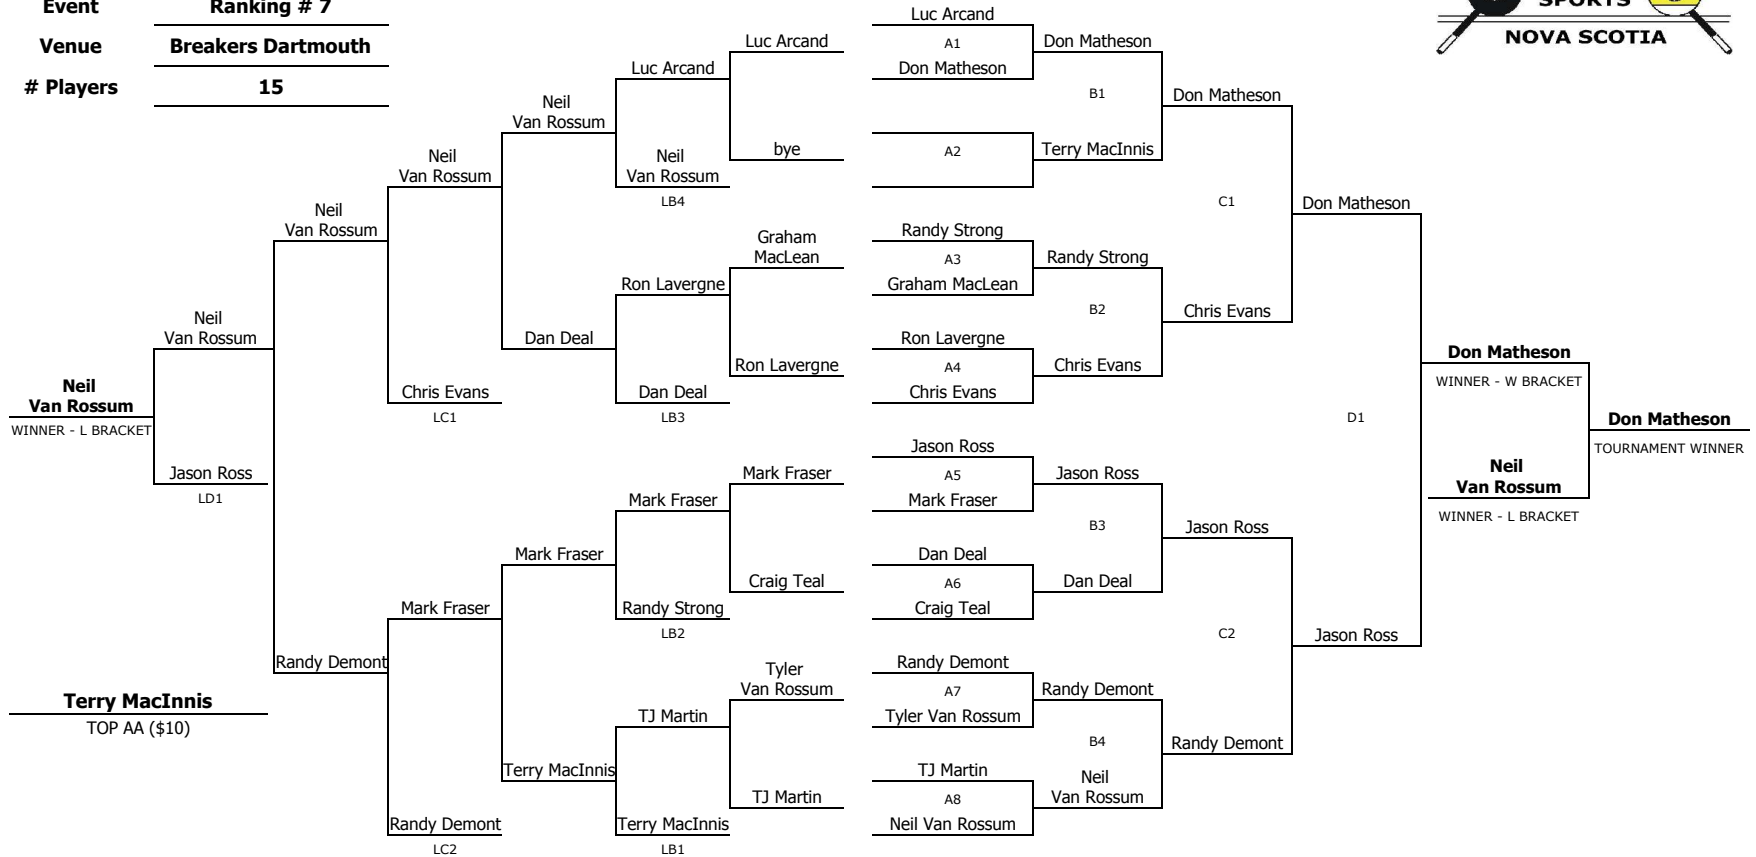 Event Ranking # 7
Venue Breakers Dartmouth
# Players 15
SPORTS
NOVA SCOTIA
Luc Arcand
A1
Don Matheson
A2
Randy Strong
A3
Graham MacLean
Ron Lavergne
A4
Chris Evans
Jason Ross
A5
Mark Fraser
Dan Deal
A6
Craig Teal
Randy Demont
A7
Tyler Van Rossum
TJ Martin
A8
Neil Van Rossum
Don Matheson
B1
Terry MacInnis
Randy Strong
B2
Chris Evans
Jason Ross
B3
Dan Deal
Randy Demont
B4
Neil
Van Rossum
Don Matheson
C1
Chris Evans
Jason Ross
C2
Randy Demont
Don Matheson
D1
Jason Ross
Don Matheson
WINNER - W BRACKET
Neil
Van Rossum
WINNER - L BRACKET
Don Matheson
TOURNAMENT WINNER
Luc Arcand
bye
Graham
MacLean
Ron Lavergne
Mark Fraser
Craig Teal
Tyler
Van Rossum
TJ Martin
Luc Arcand
Neil
Van Rossum
LB4
Ron Lavergne
Dan Deal
LB3
Mark Fraser
Randy Strong
LB2
TJ Martin
Terry MacInnis
LB1
Neil
Van Rossum
Dan Deal
Mark Fraser
Terry MacInnis
Neil
Van Rossum
Chris Evans
LC1
Mark Fraser
Randy Demont
LC2
Neil
Van Rossum
Randy Demont
Neil
Van Rossum
Jason Ross
LD1
Neil
Van Rossum
WINNER - L BRACKET
Terry MacInnis
TOP AA ($10)